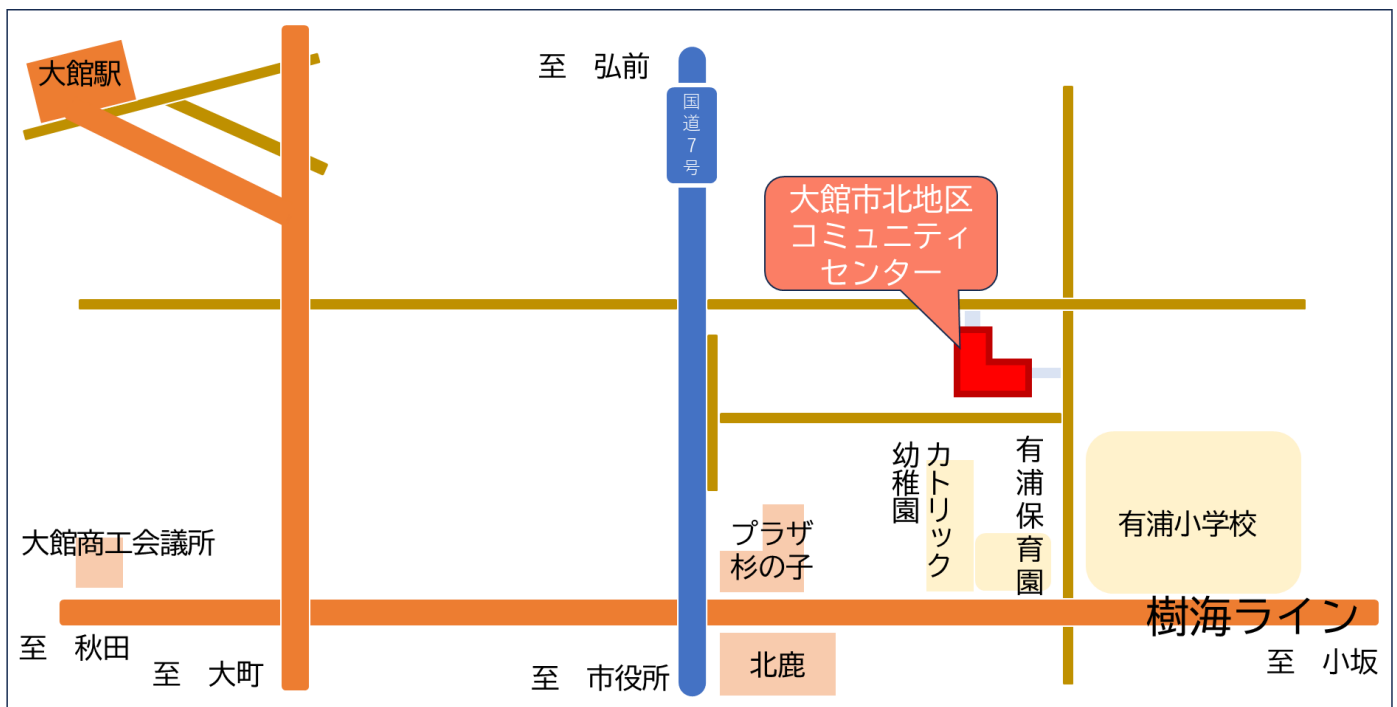 大館駅
至　弘前
国道7号
大館市北地区
コミュニティ
センター
カトリック
幼稚園
有浦保育園
有浦小学校
プラザ
杉の子
大館商工会議所
樹海ライン
至　秋田
至　大町
至　市役所
北鹿
至　小坂